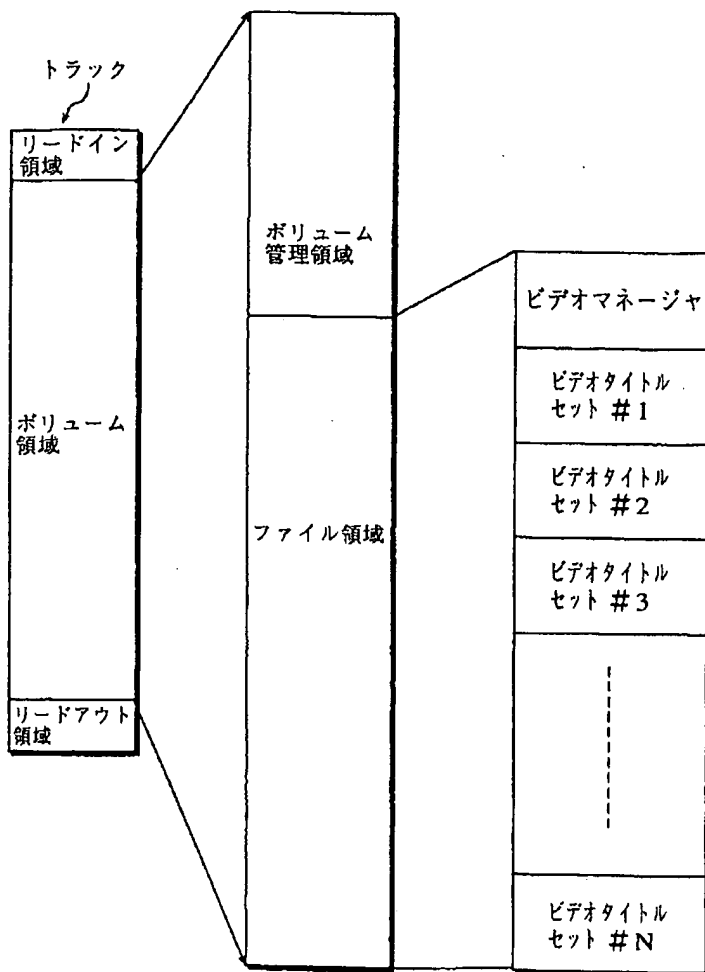 トラック
リードイン
領域
ボリューム
領域
リードアウト
領域
ボリューム
管理領域
ファイル領域
ビデオマネージャ
ビデオタイトル
セット #1
ビデオタイトル
セット #2
ビデオタイトル
セット #3
ビデオタイトル
セット #N